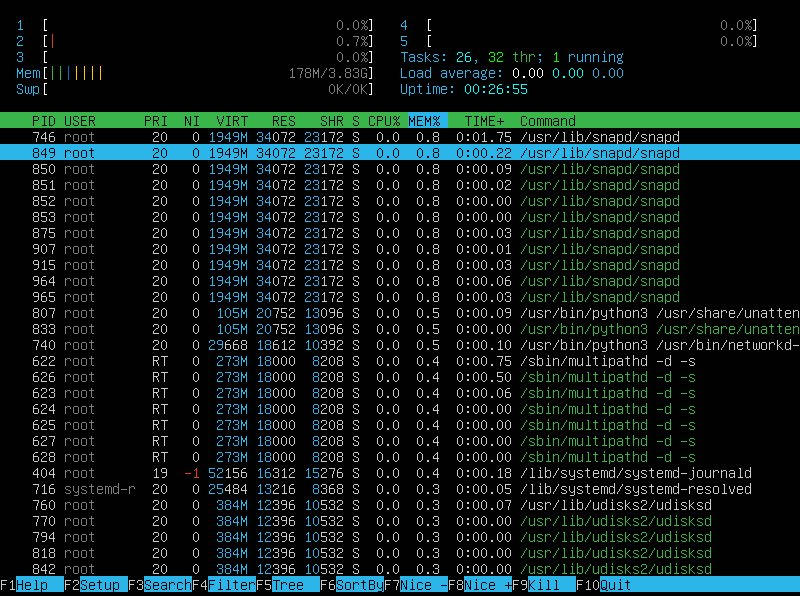 1 [ 0.0%] 4 [ 0.0%]
2 [| 0.7%] 5 [ 0.0%]
3 [ 0.0%] Tasks: 26, 32 thr; 1 running
Mem[||||||| 178M/3.83G] Load average: 0.00 0.00 0.00
Swp[ 0K/0K] Uptime: 00:26:55
PID USER PRI NI VIRT RES SHR S CPU% MEM% TIME+ Command
746 root 20 0 1949M 34072 23172 S 0.0 0.8 0:01.75 /usr/lib/snapd/snapd
849 root 20 0 1949M 34072 23172 S 0.0 0.8 0:00.22 /usr/lib/snapd/snapd
850 root 20 0 1949M 34072 23172 S 0.0 0.8 0:00.09 /usr/lib/snapd/snapd
851 root 20 0 1949M 34072 23172 S 0.0 0.8 0:00.02 /usr/lib/snapd/snapd
852 root 20 0 1949M 34072 23172 S 0.0 0.8 0:00.00 /usr/lib/snapd/snapd
853 root 20 0 1949M 34072 23172 S 0.0 0.8 0:00.00 /usr/lib/snapd/snapd
875 root 20 0 1949M 34072 23172 S 0.0 0.8 0:00.03 /usr/lib/snapd/snapd
907 root 20 0 1949M 34072 23172 S 0.0 0.8 0:00.01 /usr/lib/snapd/snapd
915 root 20 0 1949M 34072 23172 S 0.0 0.8 0:00.03 /usr/lib/snapd/snapd
964 root 20 0 1949M 34072 23172 S 0.0 0.8 0:00.06 /usr/lib/snapd/snapd
965 root 20 0 1949M 34072 23172 S 0.0 0.8 0:00.03 /usr/lib/snapd/snapd
807 root 20 0 105M 20752 13096 S 0.0 0.5 0:00.09 /usr/bin/python3 /usr/share/unatten
833 root 20 0 105M 20752 13096 S 0.0 0.5 0:00.00 /usr/bin/python3 /usr/share/unatten
740 root 20 0 29668 18612 10392 S 0.0 0.5 0:00.10 /usr/bin/python3 /usr/bin/networkd-
622 root RT 0 273M 18000 8208 S 0.0 0.4 0:00.75 /sbin/multipathd -d -s
626 root RT 0 273M 18000 8208 S 0.0 0.4 0:00.50 /sbin/multipathd -d -s
623 root RT 0 273M 18000 8208 S 0.0 0.4 0:00.06 /sbin/multipathd -d -s
624 root RT 0 273M 18000 8208 S 0.0 0.4 0:00.00 /sbin/multipathd -d -s
625 root RT 0 273M 18000 8208 S 0.0 0.4 0:00.00 /sbin/multipathd -d -s
627 root RT 0 273M 18000 8208 S 0.0 0.4 0:00.00 /sbin/multipathd -d -s
628 root RT 0 273M 18000 8208 S 0.0 0.4 0:00.00 /sbin/multipathd -d -s
404 root 19 -1 52156 16312 15276 S 0.0 0.4 0:00.18 /lib/systemd/systemd-journald
716 systemd-r 20 0 25484 13216 8368 S 0.0 0.3 0:00.05 /lib/systemd/systemd-resolved
760 root 20 0 384M 12396 10532 S 0.0 0.3 0:00.07 /usr/lib/udisks2/udisksd
770 root 20 0 384M 12396 10532 S 0.0 0.3 0:00.00 /usr/lib/udisks2/udisksd
794 root 20 0 384M 12396 10532 S 0.0 0.3 0:00.00 /usr/lib/udisks2/udisksd
818 root 20 0 384M 12396 10532 S 0.0 0.3 0:00.00 /usr/lib/udisks2/udisksd
842 root 20 0 384M 12396 10532 S 0.0 0.3 0:00.00 /usr/lib/udisks2/udisksd
F1Help F2Setup F3SearchF4FilterF5Tree F6SortByF7Nice -F8Nice +F9Kill F10Quit